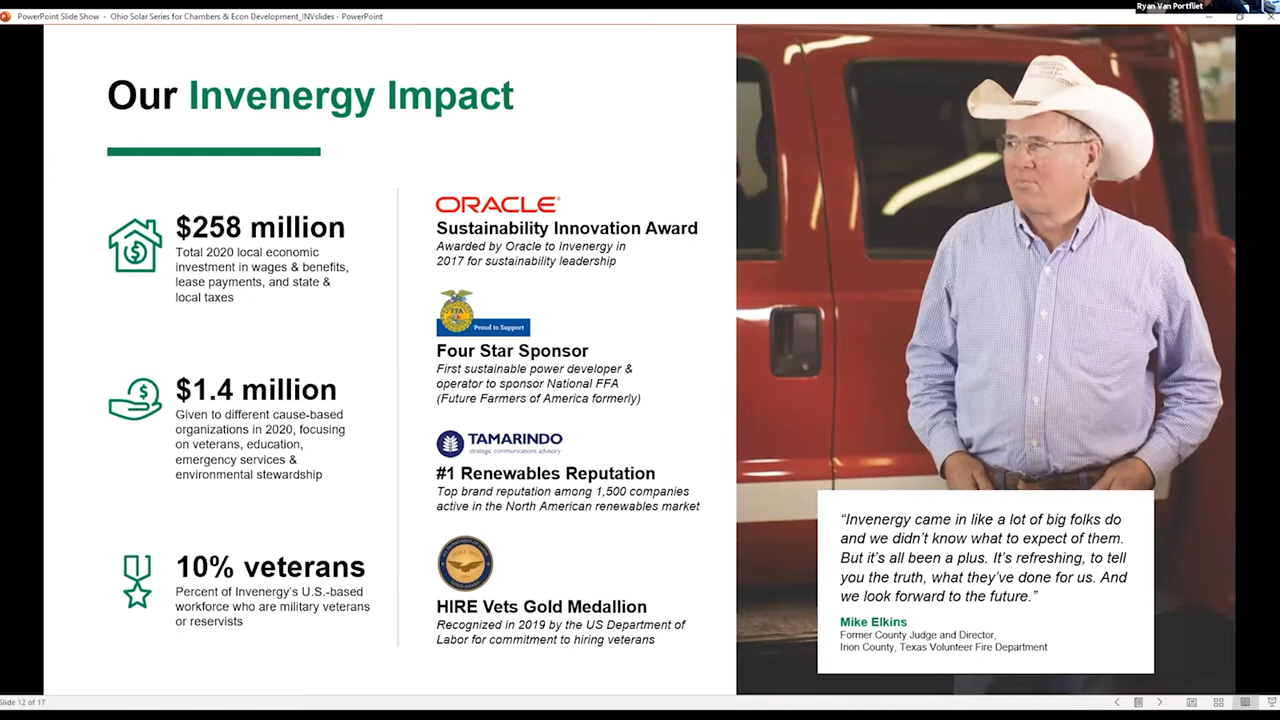 PowerPoint Slide Show - Ohio Solar Series for Chambers & Econ Development_INVslides - PowerPoint
Ryan Van Portfliet
Our Invenergy Impact
$258 million
Total 2020 local economic
investment in wages & benefits,
lease payments, and state &
local taxes
$1.4 million
Given to different cause-based
organizations in 2020, focusing
on veterans, education,
emergency services &
environmental stewardship
10% veterans
Percent of Invenergy's U.S.-based
workforce who are military veterans
or reservists
ORACLE®
Sustainability Innovation Award
Awarded by Oracle to Invenergy in
2017 for sustainability leadership
FFA
Proud to Support
Four Star Sponsor
First sustainable power developer &
operator to sponsor National FFA
(Future Farmers of America formerly)
TAMARINDO
strategic communications advisory
#1 Renewables Reputation
Top brand reputation among 1,500 companies
active in the North American renewables market
HIRE Vets Gold Medallion
Recognized in 2019 by the US Department of
Labor for commitment to hiring veterans
“Invenergy came in like a lot of big folks do
and we didn't know what to expect of them.
But it's all been a plus. It's refreshing, to tell
you the truth, what they've done for us. And
we look forward to the future.”
Mike Elkins
Former County Judge and Director,
Irion County, Texas Volunteer Fire Department
Slide 12 of 17